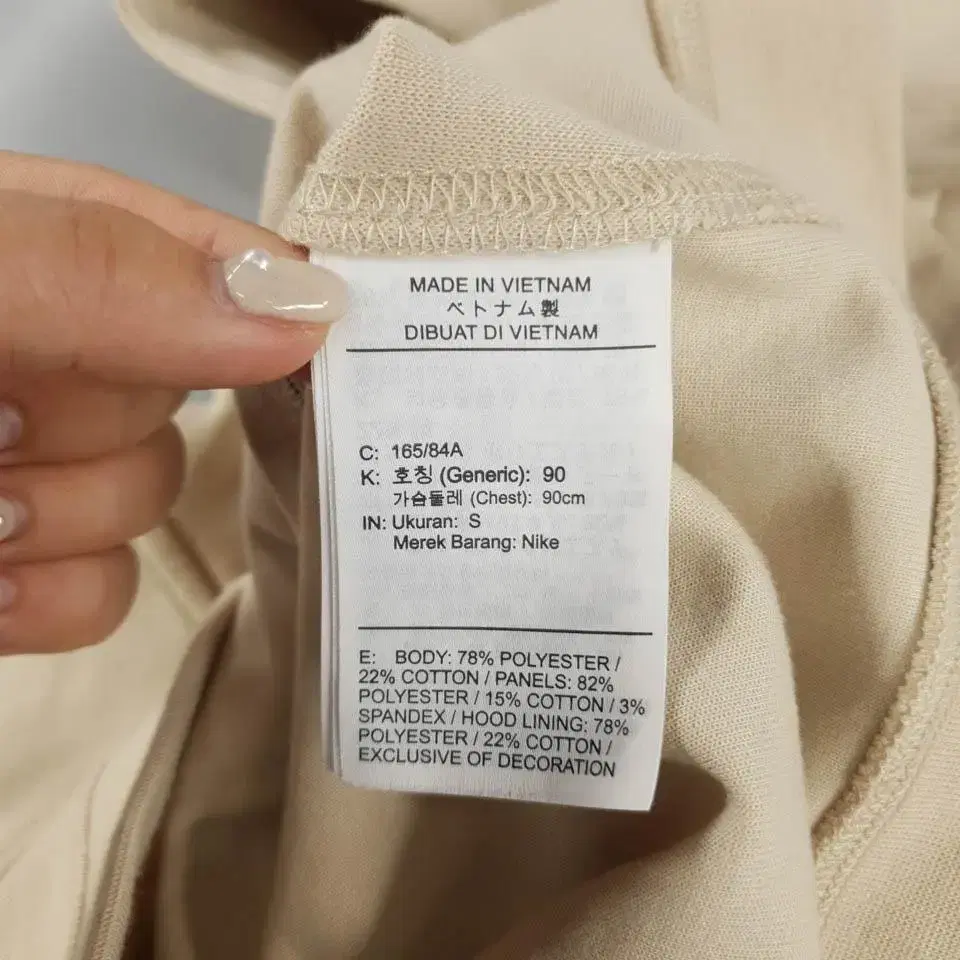 MADE IN VIETNAM
ベトナム製
DIBUAT DI VIETNAM
C: 165/84A
K: 호칭 (Generic): 90
가슴둘레 (Chest): 90cm
IN: Ukuran: S
Merek Barang: Nike
E: BODY: 78% POLYESTER /
22% COTTON / PANELS: 82%
POLYESTER / 15% COTTON / 3%
SPANDEX / HOOD LINING: 78%
POLYESTER / 22% COTTON /
EXCLUSIVE OF DECORATION